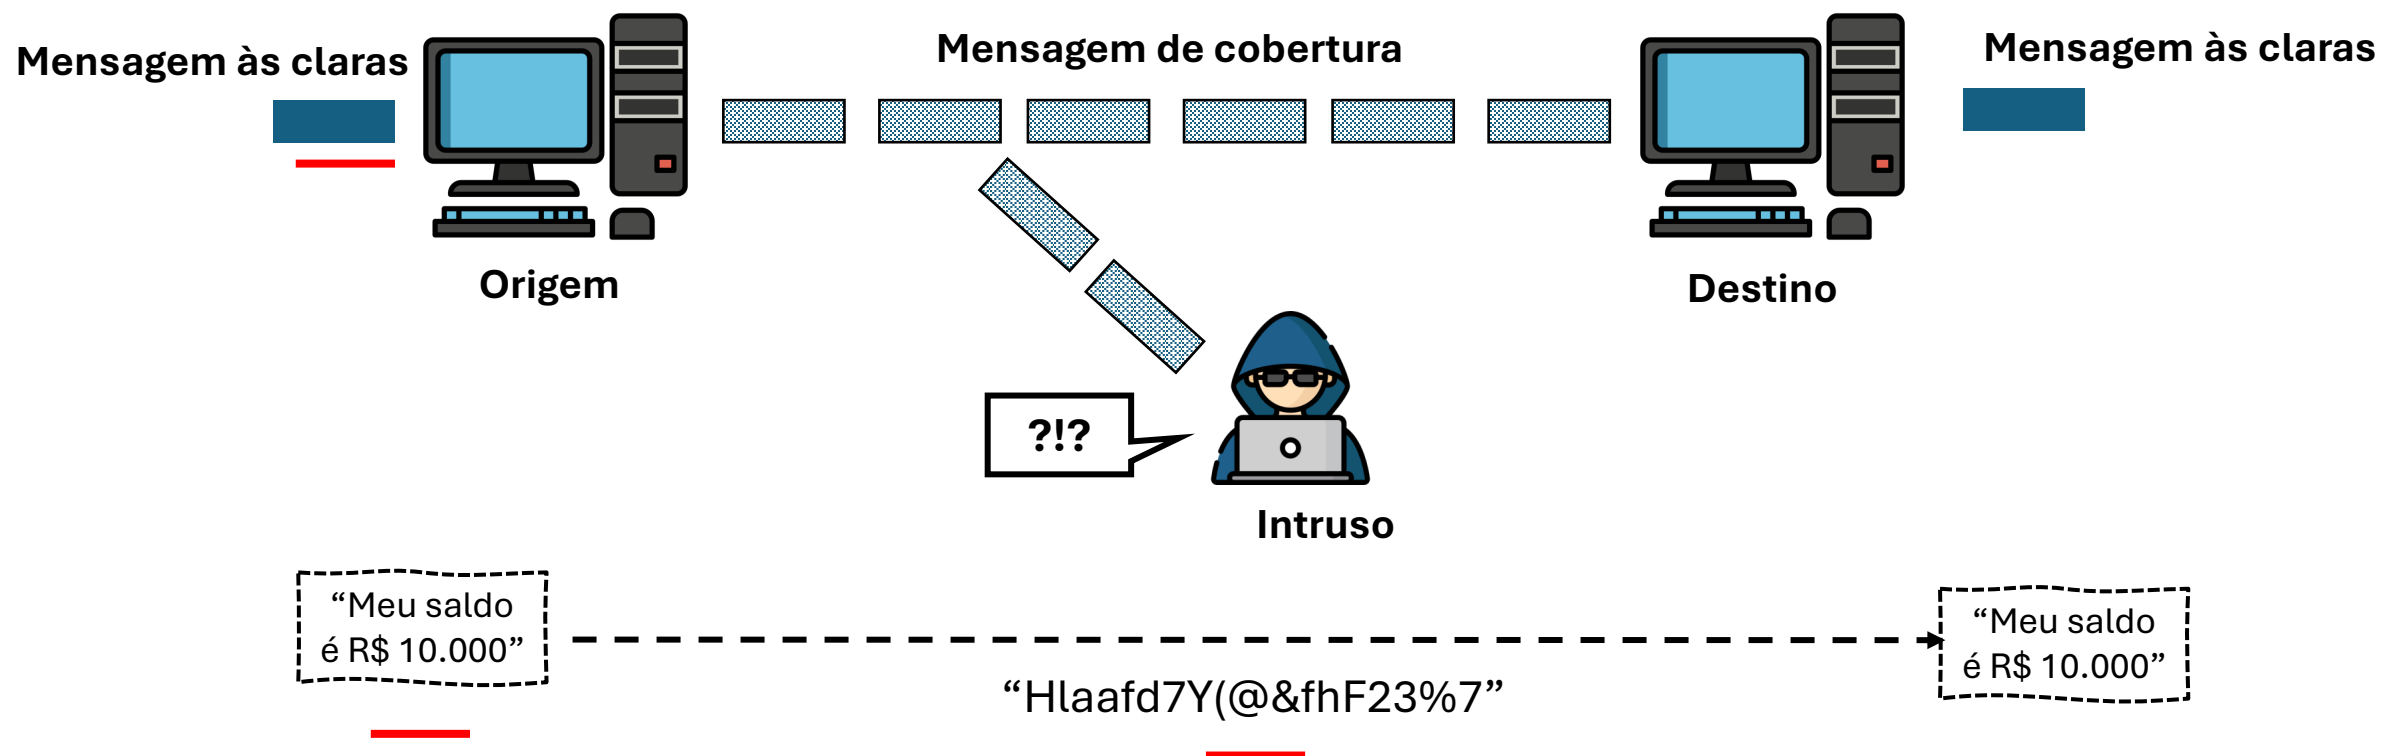 Mensagem às claras
Mensagem de cobertura
Mensagem às claras
Origem
Destino
?!?
Intruso
“Meu saldo
é R$ 10.000”
“Meu saldo
é R$ 10.000”
“Hlaafd7Y(@&fhF23%7”